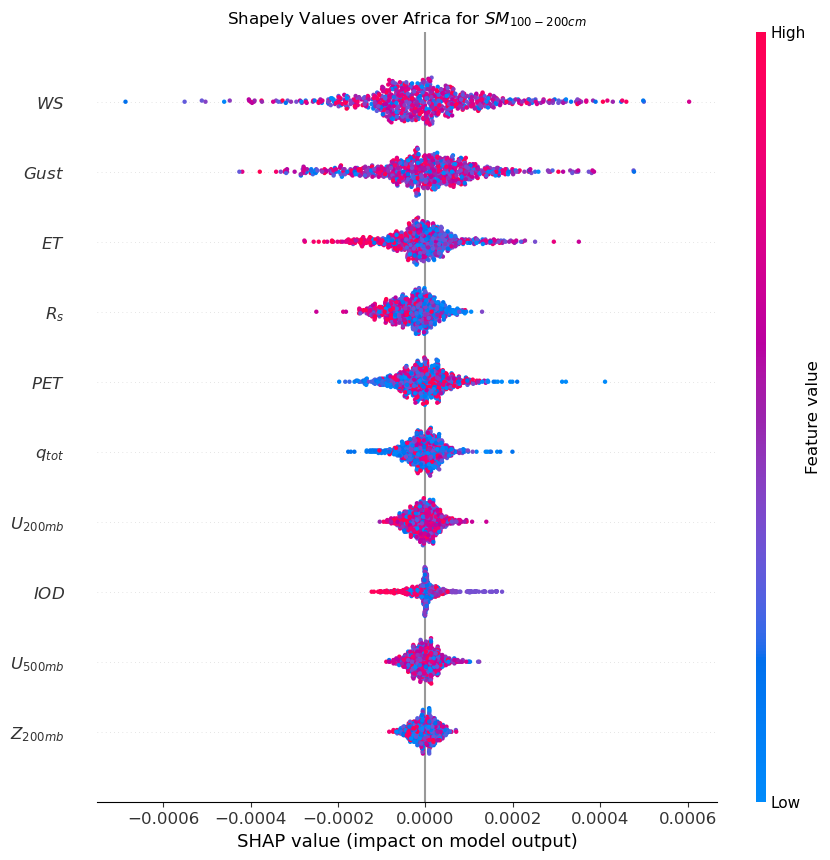 Shapely Values over Africa for SM100−200cm
High
WS
Gust
ET
Rs
PET
qtot
U200mb
IOD
U500mb
Z200mb
Feature value
Low
−0.0006 −0.0004 −0.0002 0.0000 0.0002 0.0004 0.0006
SHAP value (impact on model output)